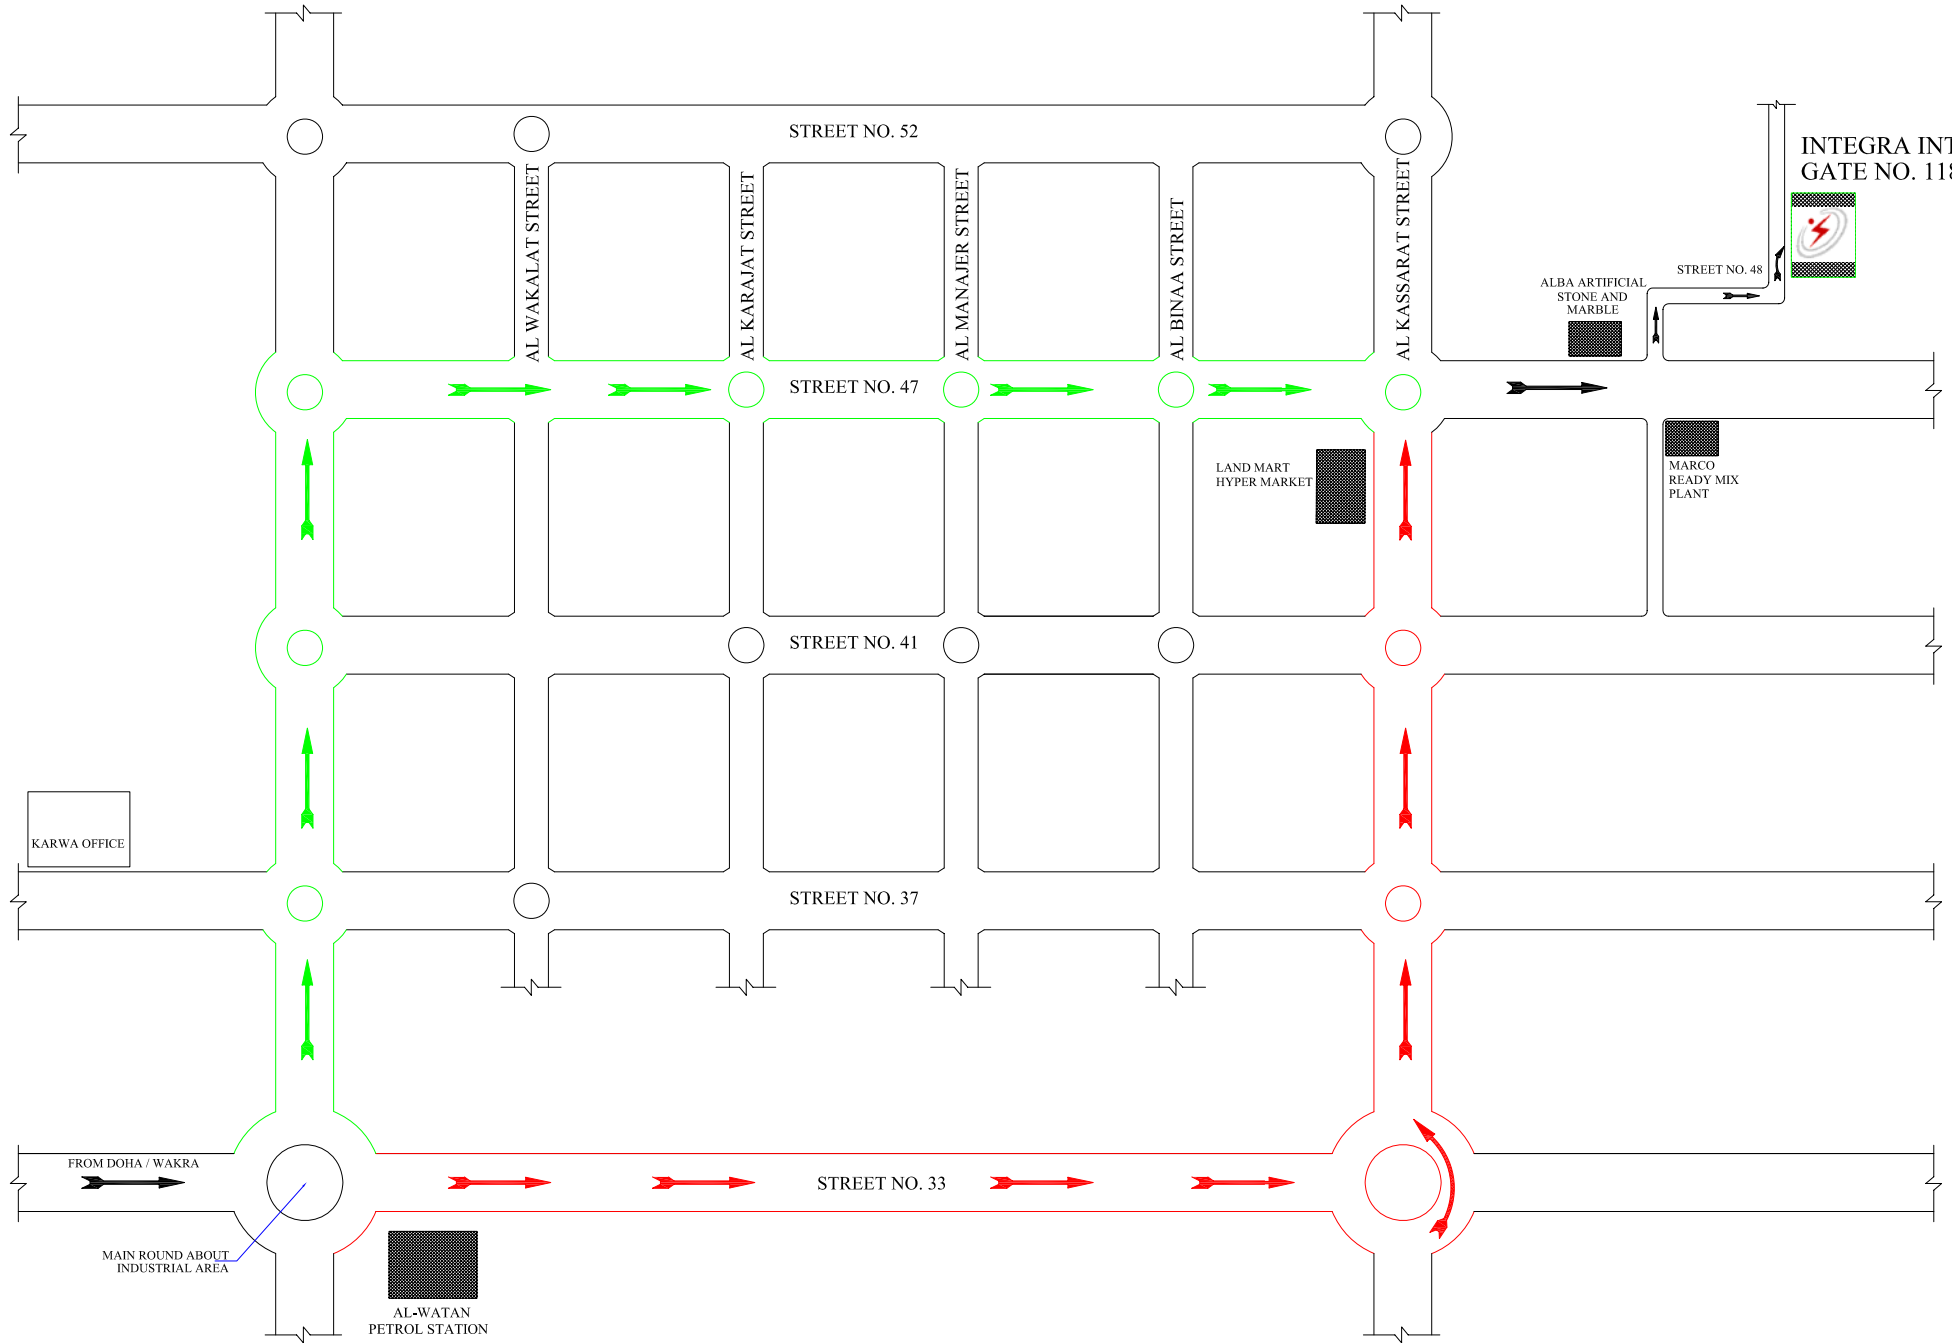 STREET NO. 52
INTEGRA INT
GATE NO. 118
AL WAKALAT STREET
AL KARAJAT STREET
AL MANAJER STREET
AL BINAA STREET
AL KASSARAT STREET
STREET NO. 48
ALBA ARTIFICIAL
STONE AND
MARBLE
STREET NO. 47
LAND MART
HYPER MARKET
MARCO
READY MIX
PLANT
STREET NO. 41
KARWA OFFICE
STREET NO. 37
FROM DOHA / WAKRA
STREET NO. 33
MAIN ROUND ABOUT
INDUSTRIAL AREA
AL-WATAN
PETROL STATION